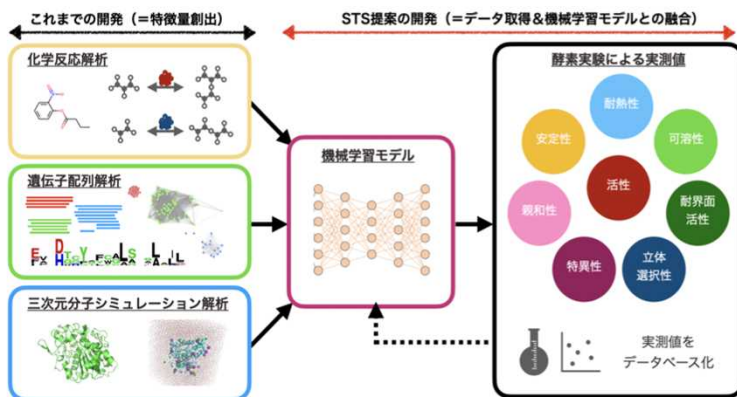 これまでの開発（＝特徴量創出）
STS提案の開発（＝データ取得＆機械学習モデルとの融合）
化学反応解析
遺伝子配列解析
三次元分子シミュレーション解析
機械学習モデル
酵素実験による実測値
耐熱性
安定性
可溶性
活性
親和性
耐界面
活性
特異性
立体
選択性
実測値を
データベース化